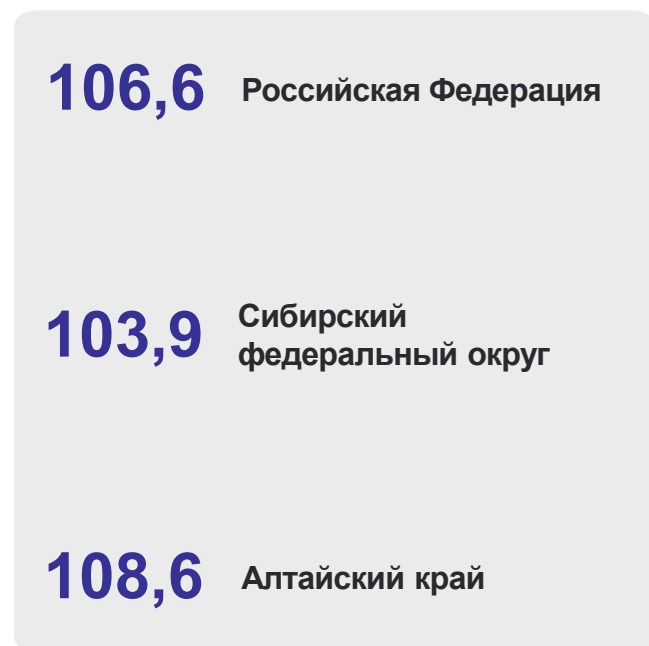 106,6 Российская Федерация
103,9 Сибирский
федеральный округ
108,6 Алтайский край